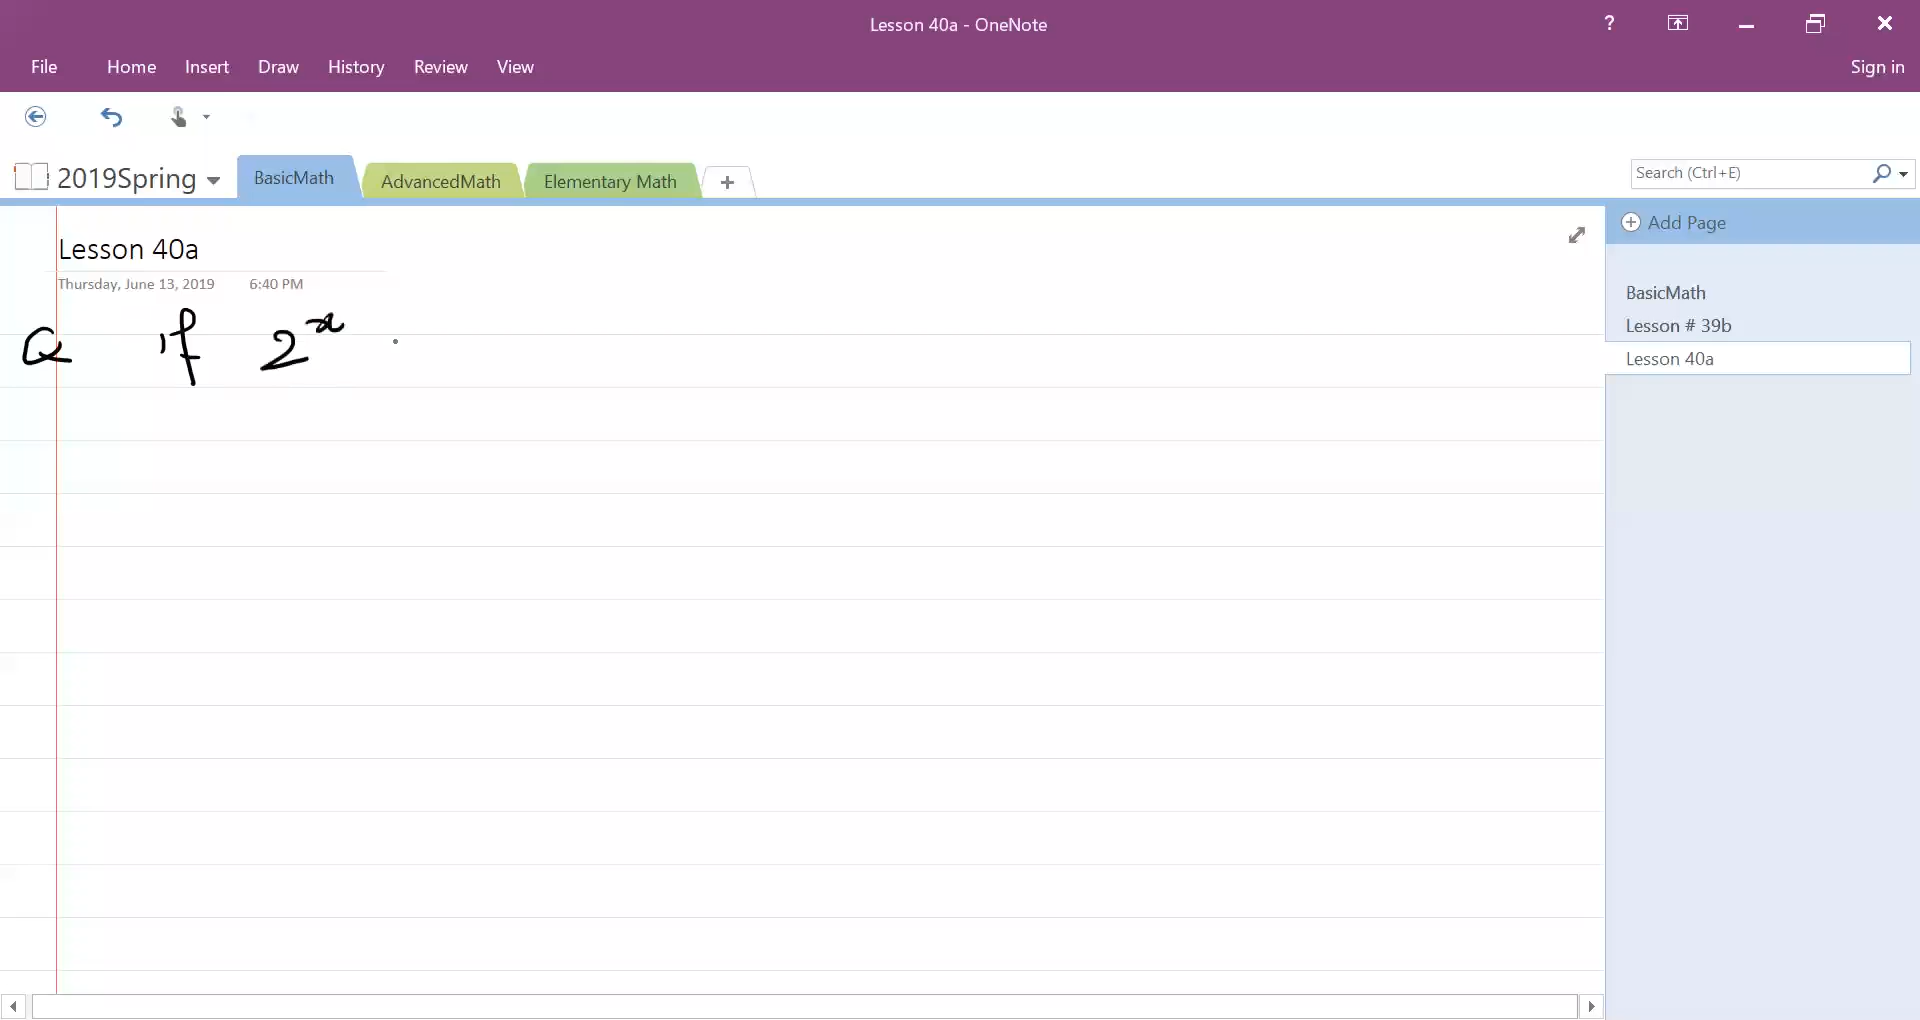 Lesson 40a - OneNote
?
File Home Insert Draw History Review View Sign in
2019Spring BasicMath AdvancedMath Elementary Math + Search (Ctrl+E)
Add Page
Lesson 40a
Thursday, June 13, 2019 6:40 PM
BasicMath
Lesson # 39b
Lesson 40a
Q if 2^x